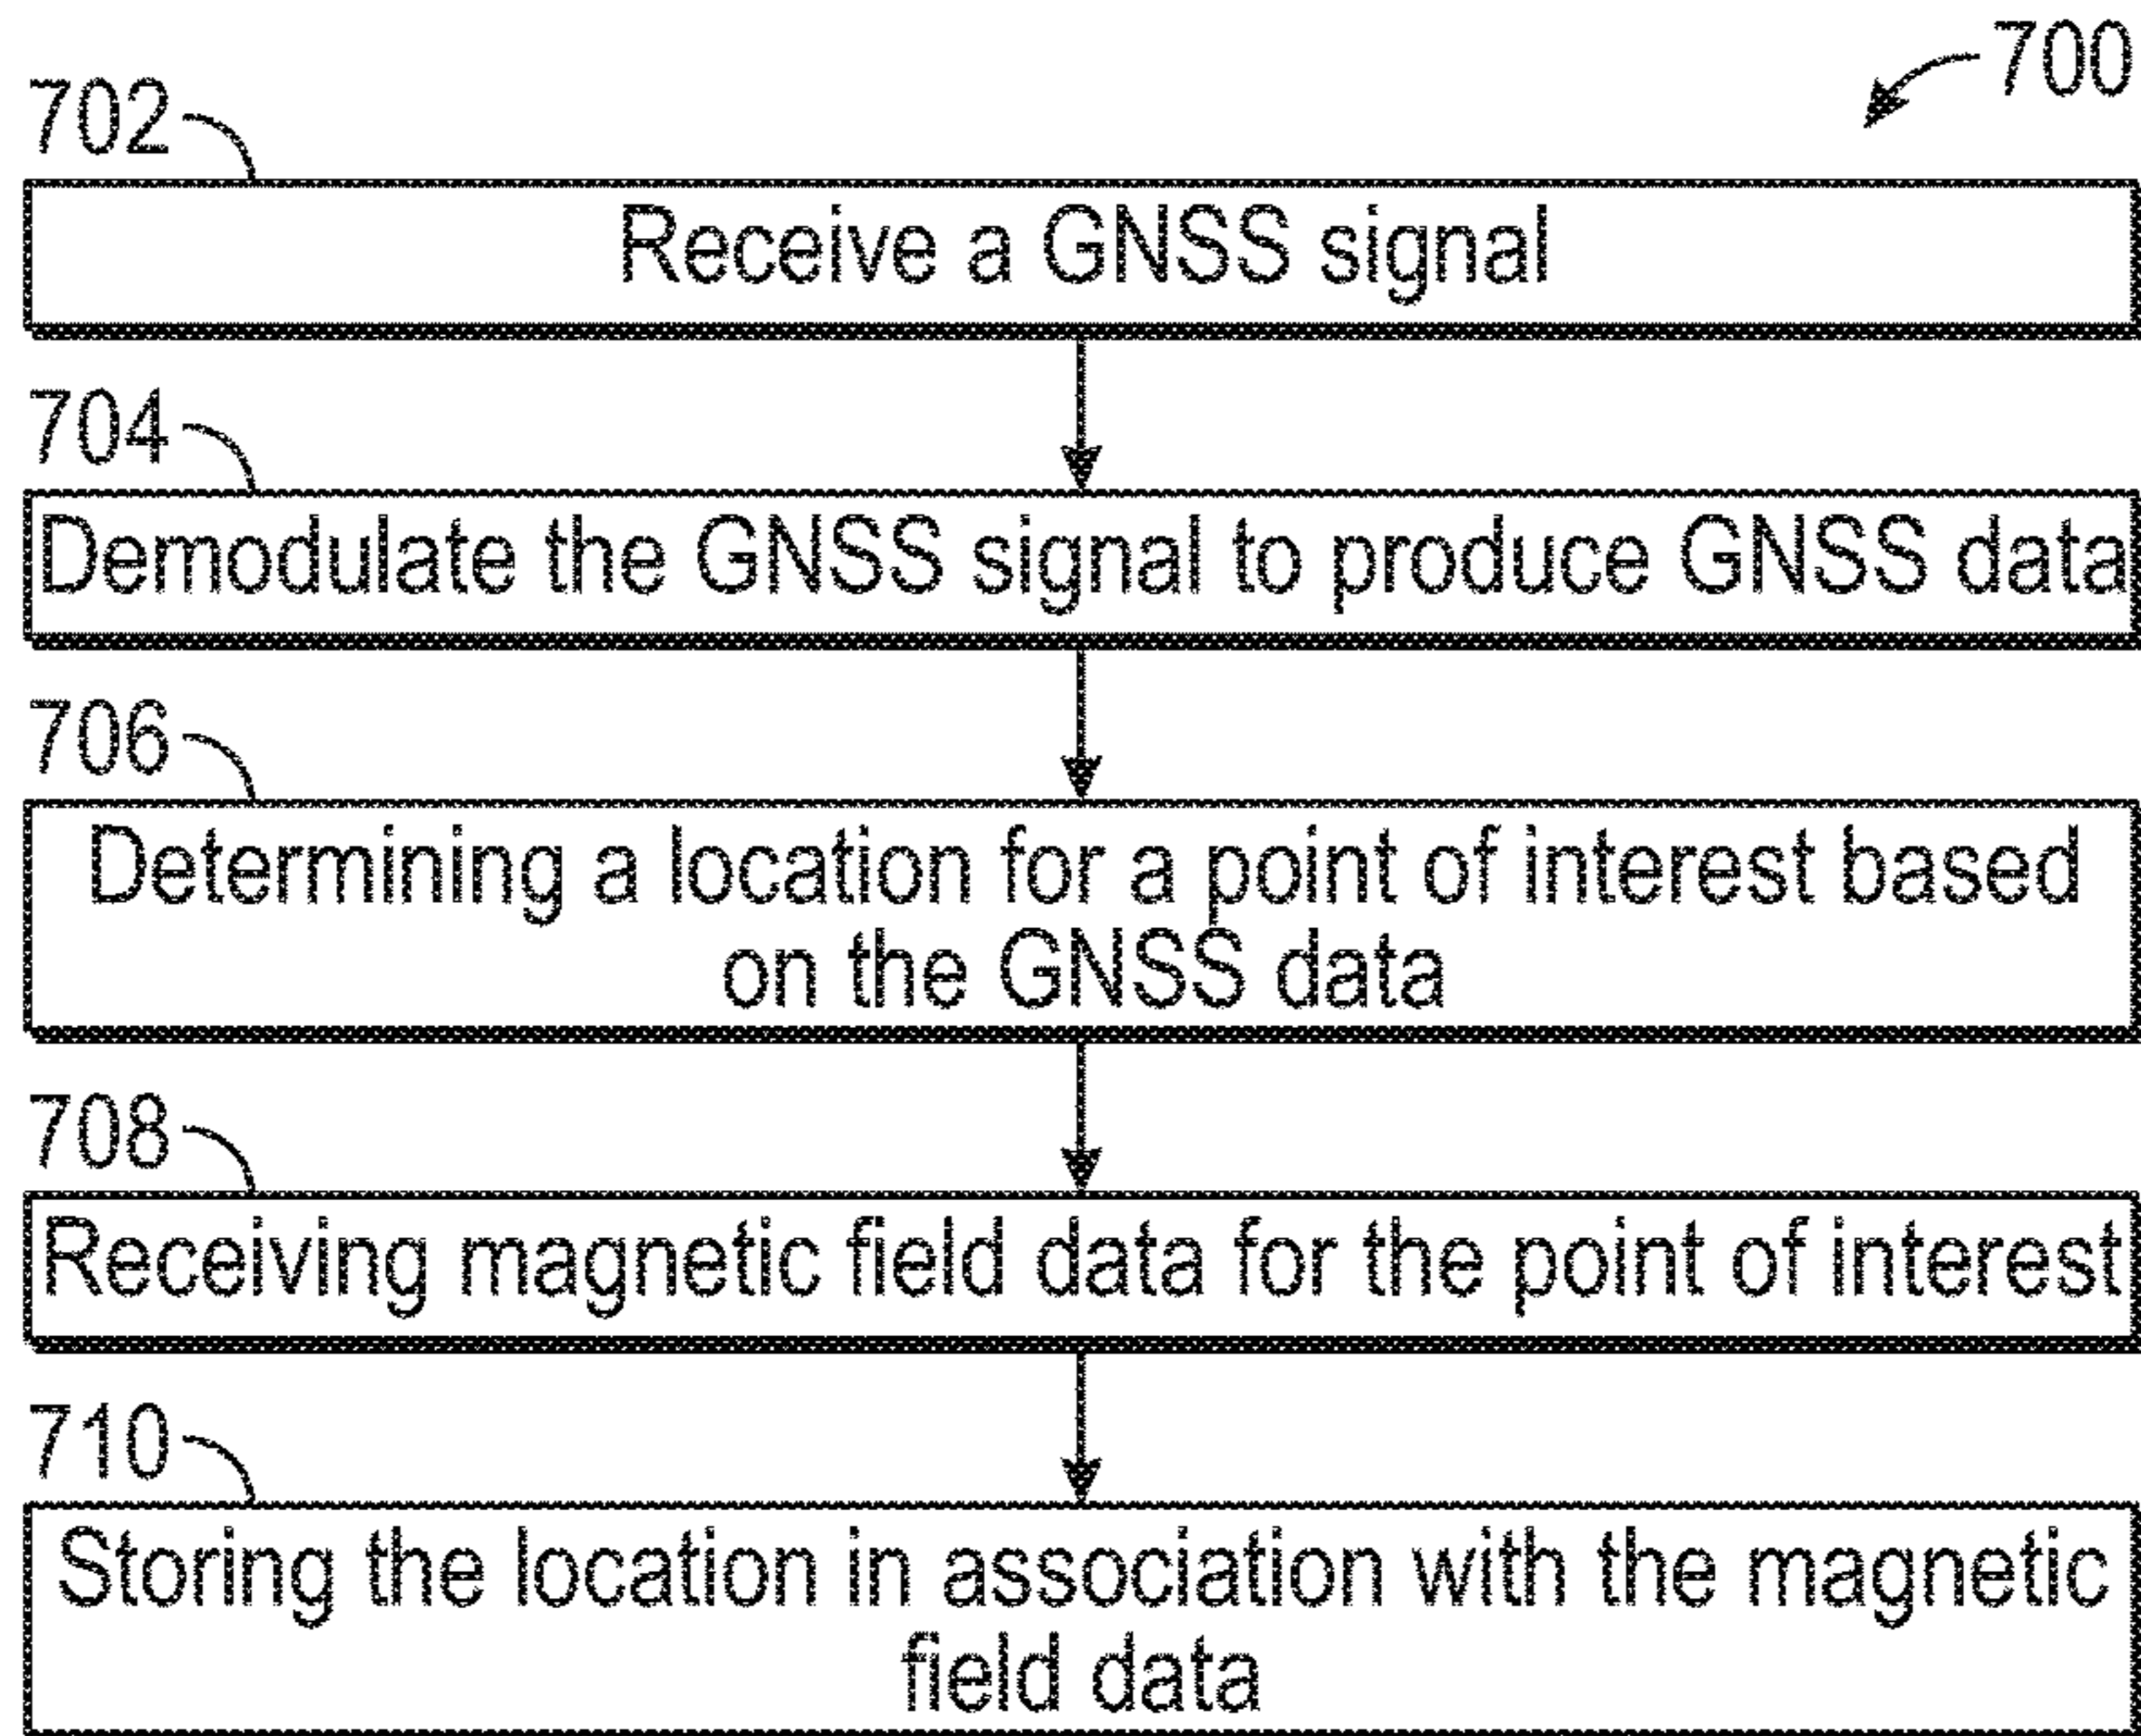 700
702
Receive a GNSS signal
704
Demodulate the GNSS signal to produce GNSS data
706
Determining a location for a point of interest based
on the GNSS data
708
Receiving magnetic field data for the point of interest
710
Storing the location in association with the magnetic
field data